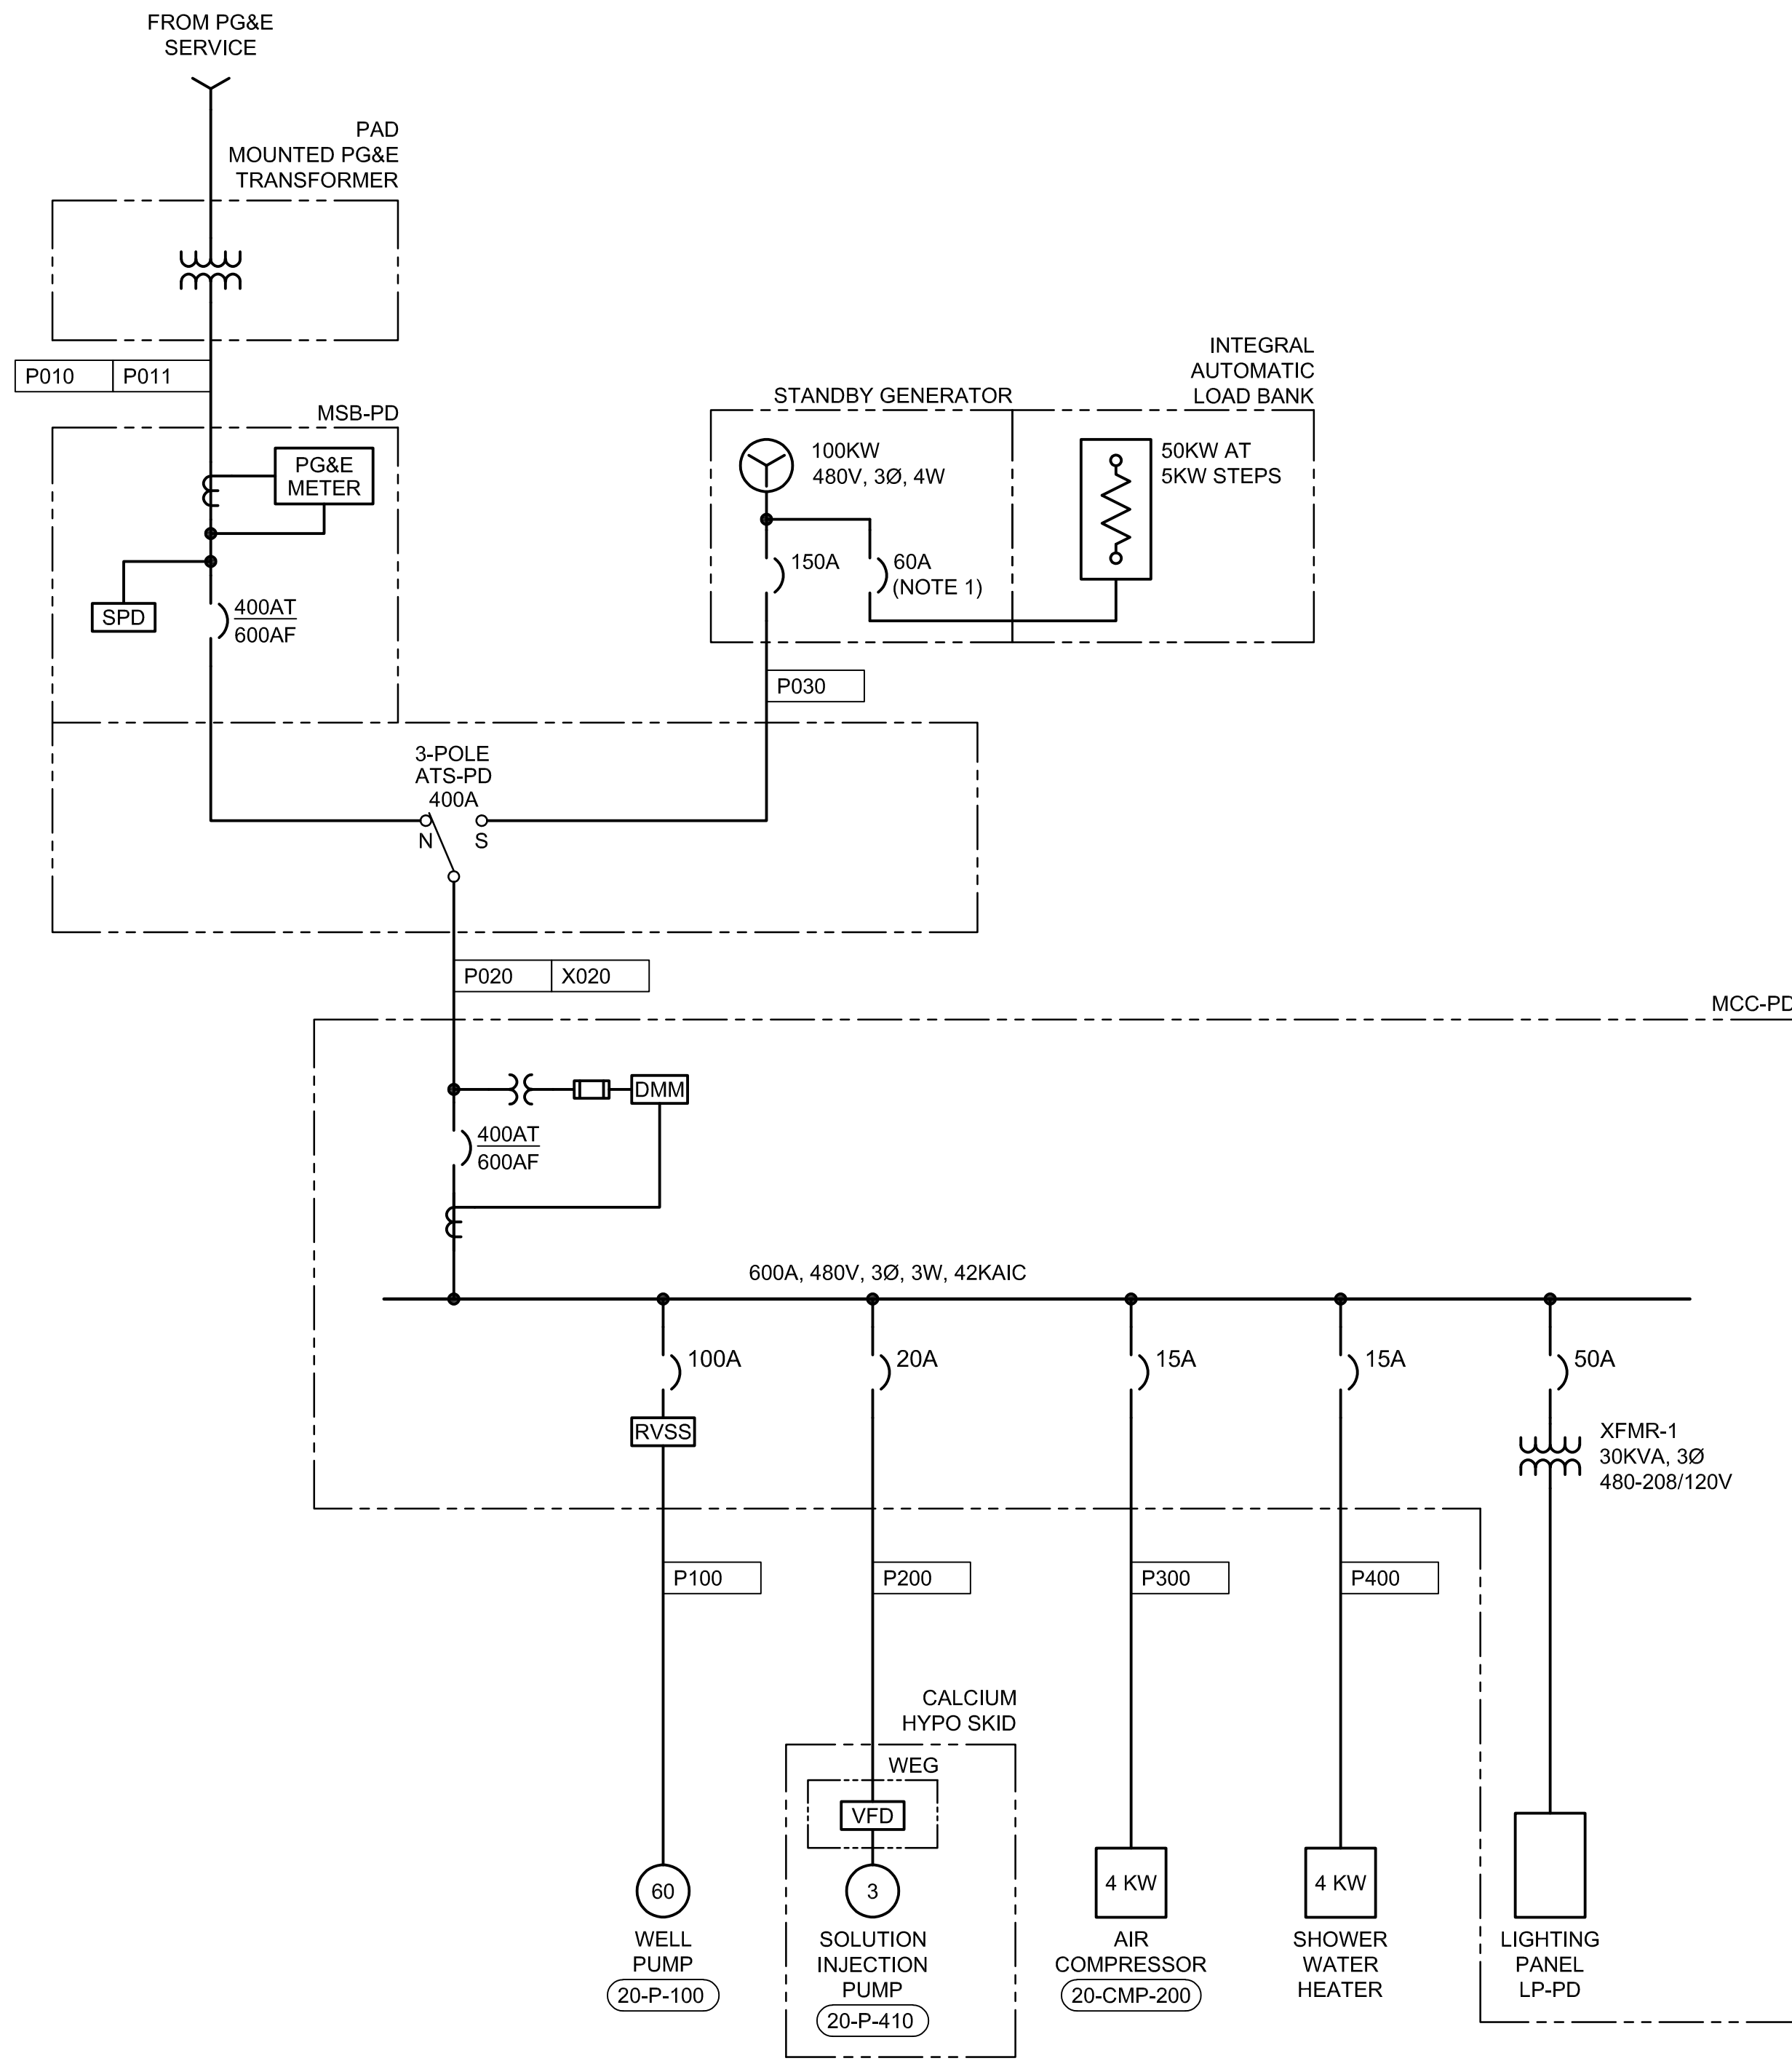 FROM PG&E
SERVICE
PAD
MOUNTED PG&E
TRANSFORMER
P010
P011
MSB-PD
PG&E
METER
SPD
400AT
600AF
STANDBY GENERATOR
100KW
480V, 3Ø, 4W
150A
60A
(NOTE 1)
INTEGRAL
AUTOMATIC
LOAD BANK
50KW AT
5KW STEPS
P030
3-POLE
ATS-PD
400A
N
S
P020
X020
MCC-PD
DMM
400AT
600AF
600A, 480V, 3Ø, 3W, 42KAIC
100A
20A
15A
15A
50A
RVSS
XFMR-1
30KVA, 3Ø
480-208/120V
P100
P200
P300
P400
CALCIUM
HYPO SKID
WEG
VFD
60
3
4 KW
4 KW
WELL
PUMP
20-P-100
SOLUTION
INJECTION
PUMP
20-P-410
AIR
COMPRESSOR
20-CMP-200
SHOWER
WATER
HEATER
LIGHTING
PANEL
LP-PD